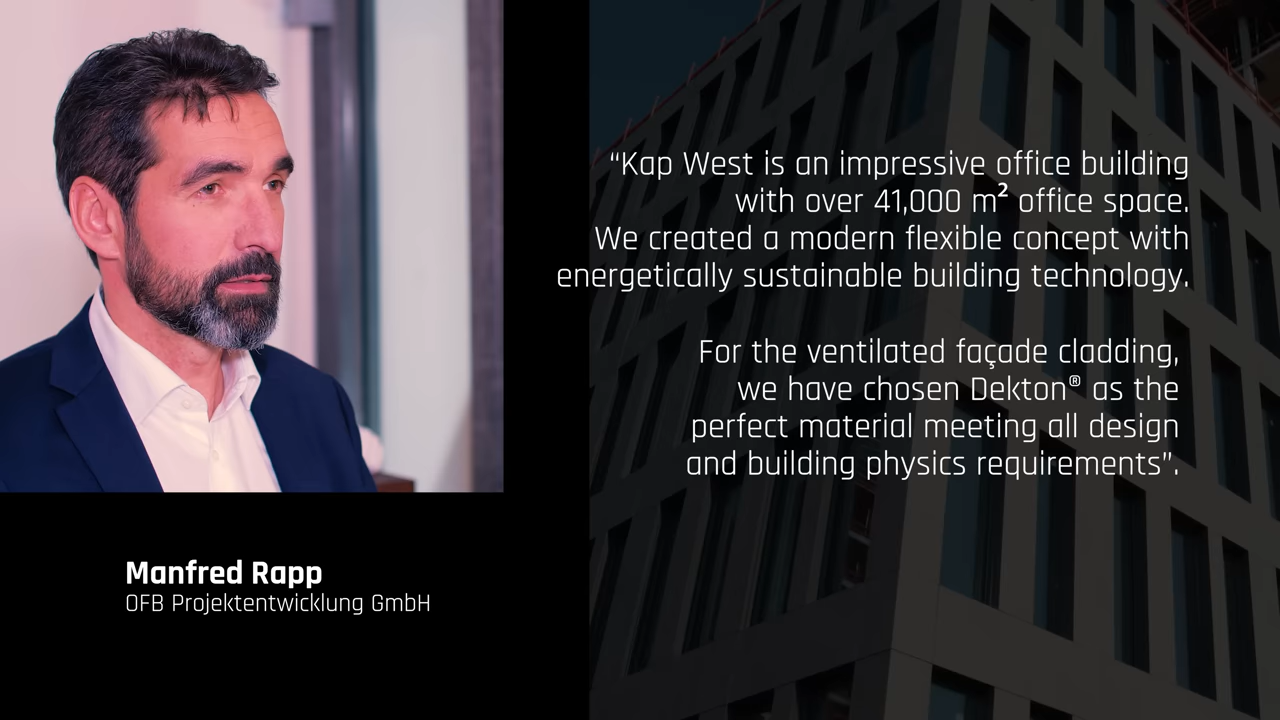 “Kap West is an impressive office building
with over 41,000 m² office space.
We created a modern flexible concept with
energetically sustainable building technology.
For the ventilated façade cladding,
we have chosen Dekton® as the
perfect material meeting all design
and building physics requirements”.
Manfred Rapp
OFB Projektentwicklung GmbH